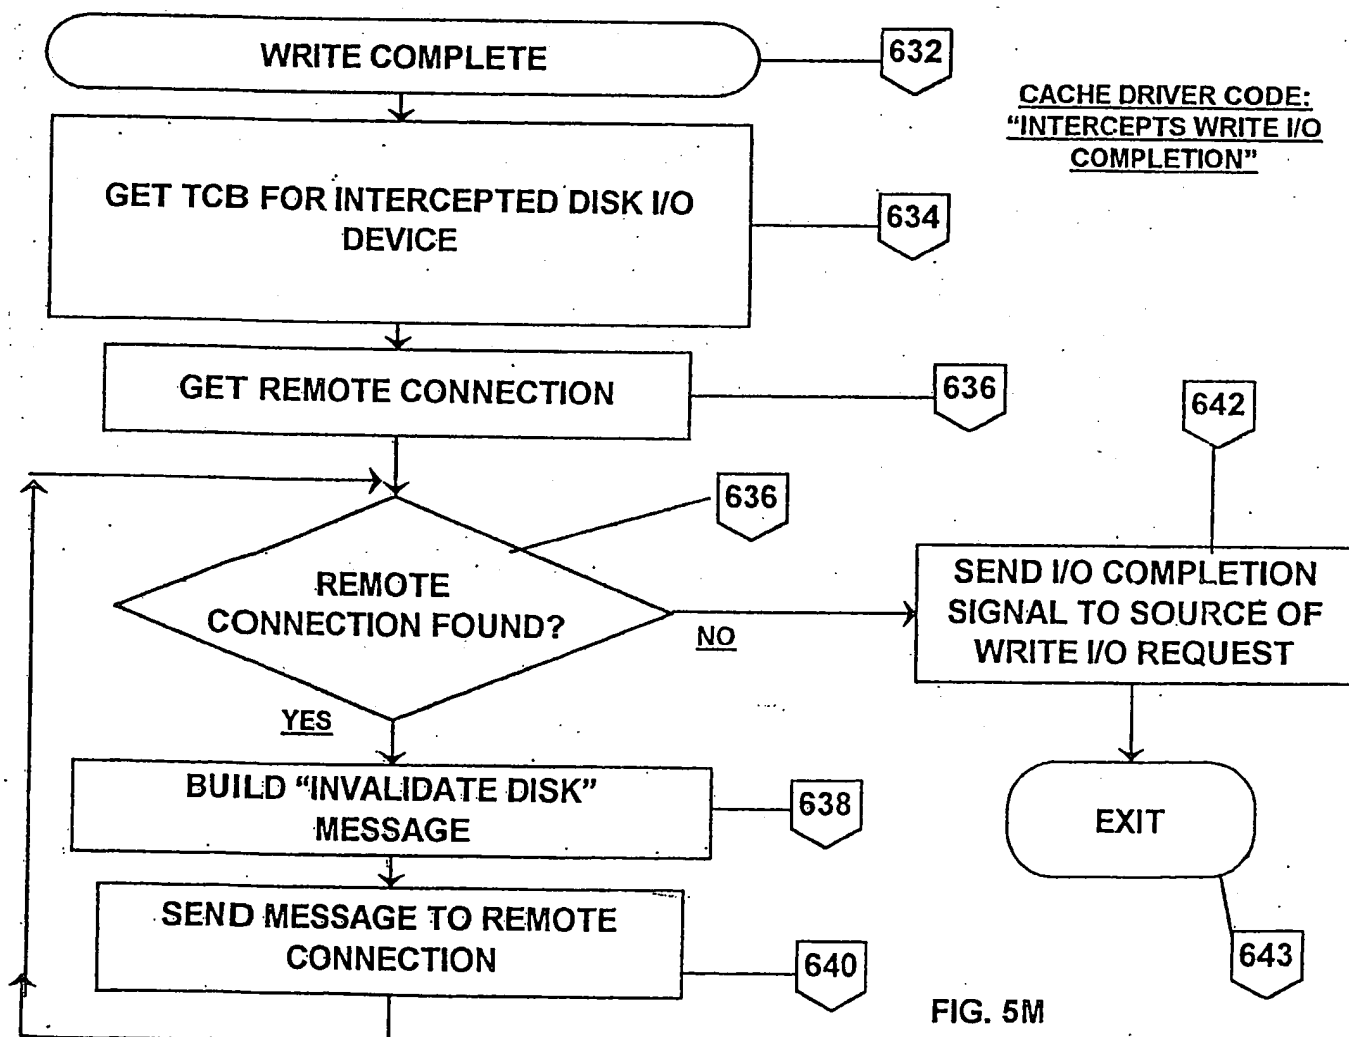 WRITE COMPLETE
632
CACHE DRIVER CODE:
“INTERCEPTS WRITE I/O
COMPLETION”
GET TCB FOR INTERCEPTED DISK I/O
DEVICE
634
GET REMOTE CONNECTION
636
642
636
REMOTE
CONNECTION FOUND?
NO
SEND I/O COMPLETION
SIGNAL TO SOURCE OF
WRITE I/O REQUEST
YES
BUILD “INVALIDATE DISK”
MESSAGE
638
EXIT
SEND MESSAGE TO REMOTE
CONNECTION
640
643
FIG. 5M